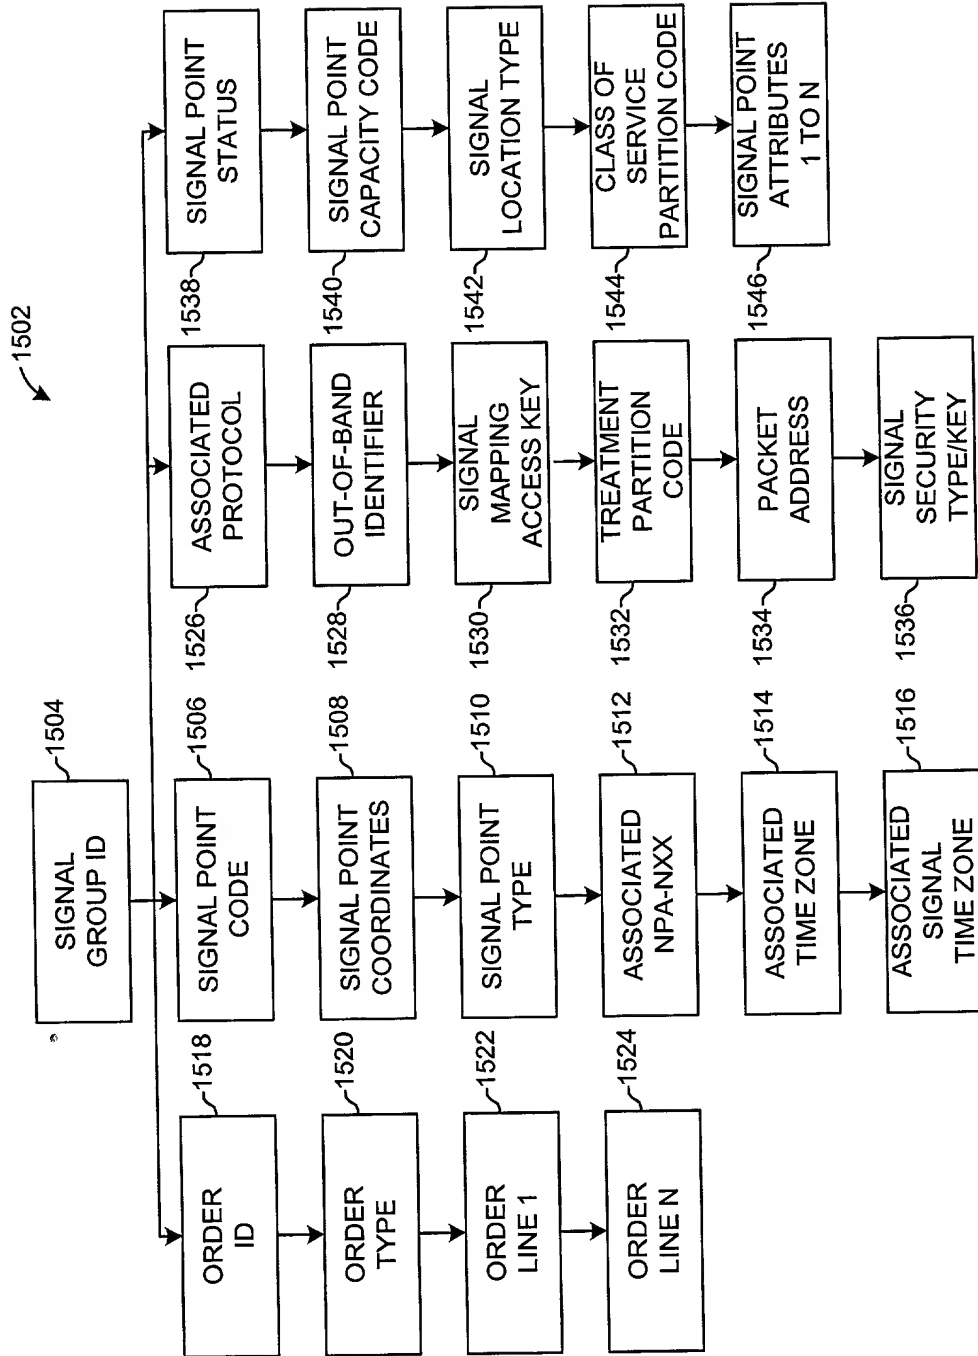 1502
SIGNAL
GROUP ID
1504
ORDER
ID
1518
ORDER
TYPE
1520
ORDER
LINE 1
1522
ORDER
LINE N
1524
SIGNAL POINT
CODE
1506
SIGNAL POINT
COORDINATES
1508
SIGNAL POINT
TYPE
1510
ASSOCIATED
NPA-NXX
1512
ASSOCIATED
TIME ZONE
1514
ASSOCIATED
SIGNAL
TIME ZONE
1516
1526
ASSOCIATED
PROTOCOL
1528
OUT-OF-BAND
IDENTIFIER
1530
SIGNAL
MAPPING
ACCESS KEY
1532
TREATMENT
PARTITION
CODE
1534
PACKET
ADDRESS
1536
SIGNAL
SECURITY
TYPE/KEY
1538
SIGNAL POINT
STATUS
1540
SIGNAL POINT
CAPACITY CODE
1542
SIGNAL
LOCATION TYPE
1544
CLASS OF
SERVICE
PARTITION CODE
1546
SIGNAL POINT
ATTRIBUTES
1 TO N